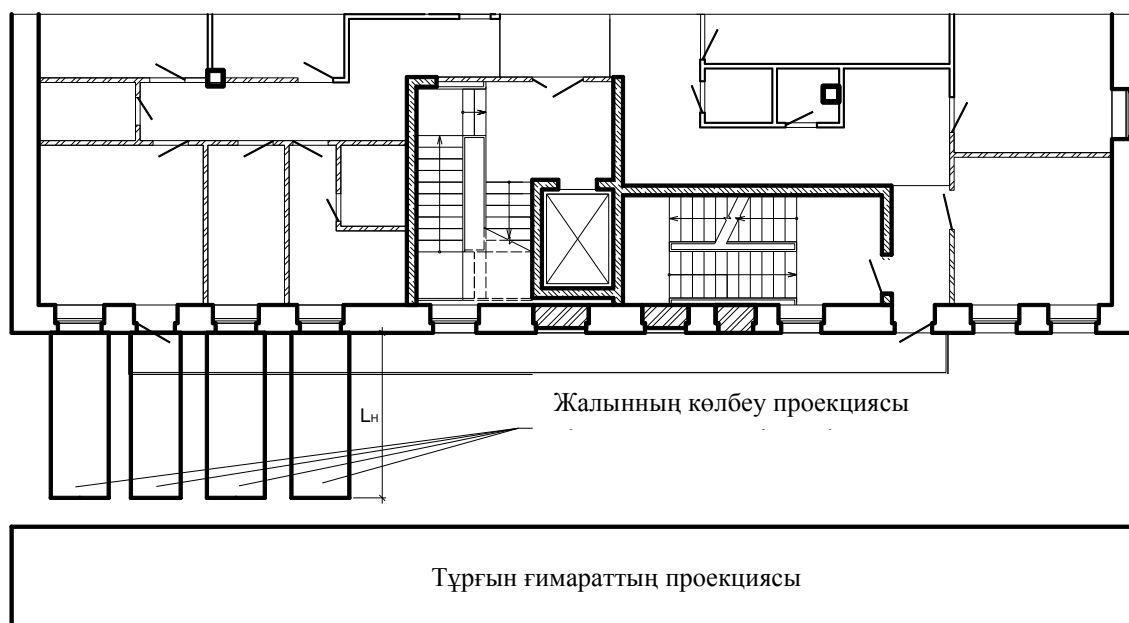 Жалынның көлбеу проекциясы
Lн
Тұрғын ғимараттың проекциясы